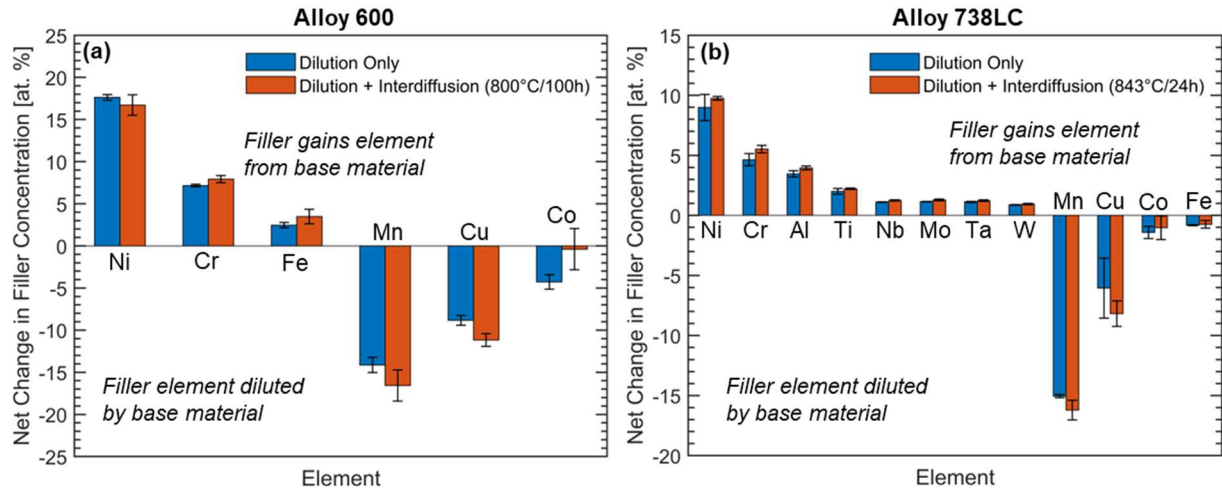 Alloy 600
(a)
Net Change in Filler Concentration [at. %]
25
20
15
10
5
0
-5
-10
-15
-20
-25
Dilution Only
Dilution + Interdiffusion (800°C/100h)
Filler gains element
from base material
Ni
Cr
Fe
Mn
Cu
Co
Filler element diluted
by base material
Element
Alloy 738LC
(b)
Net Change in Filler Concentration [at. %]
15
10
5
0
-5
-10
-15
-20
Dilution Only
Dilution + Interdiffusion (843°C/24h)
Filler gains element
from base material
Ni
Cr
Al
Ti
Nb
Mo
Ta
W
Mn
Cu
Co
Fe
Filler element diluted
by base material
Element